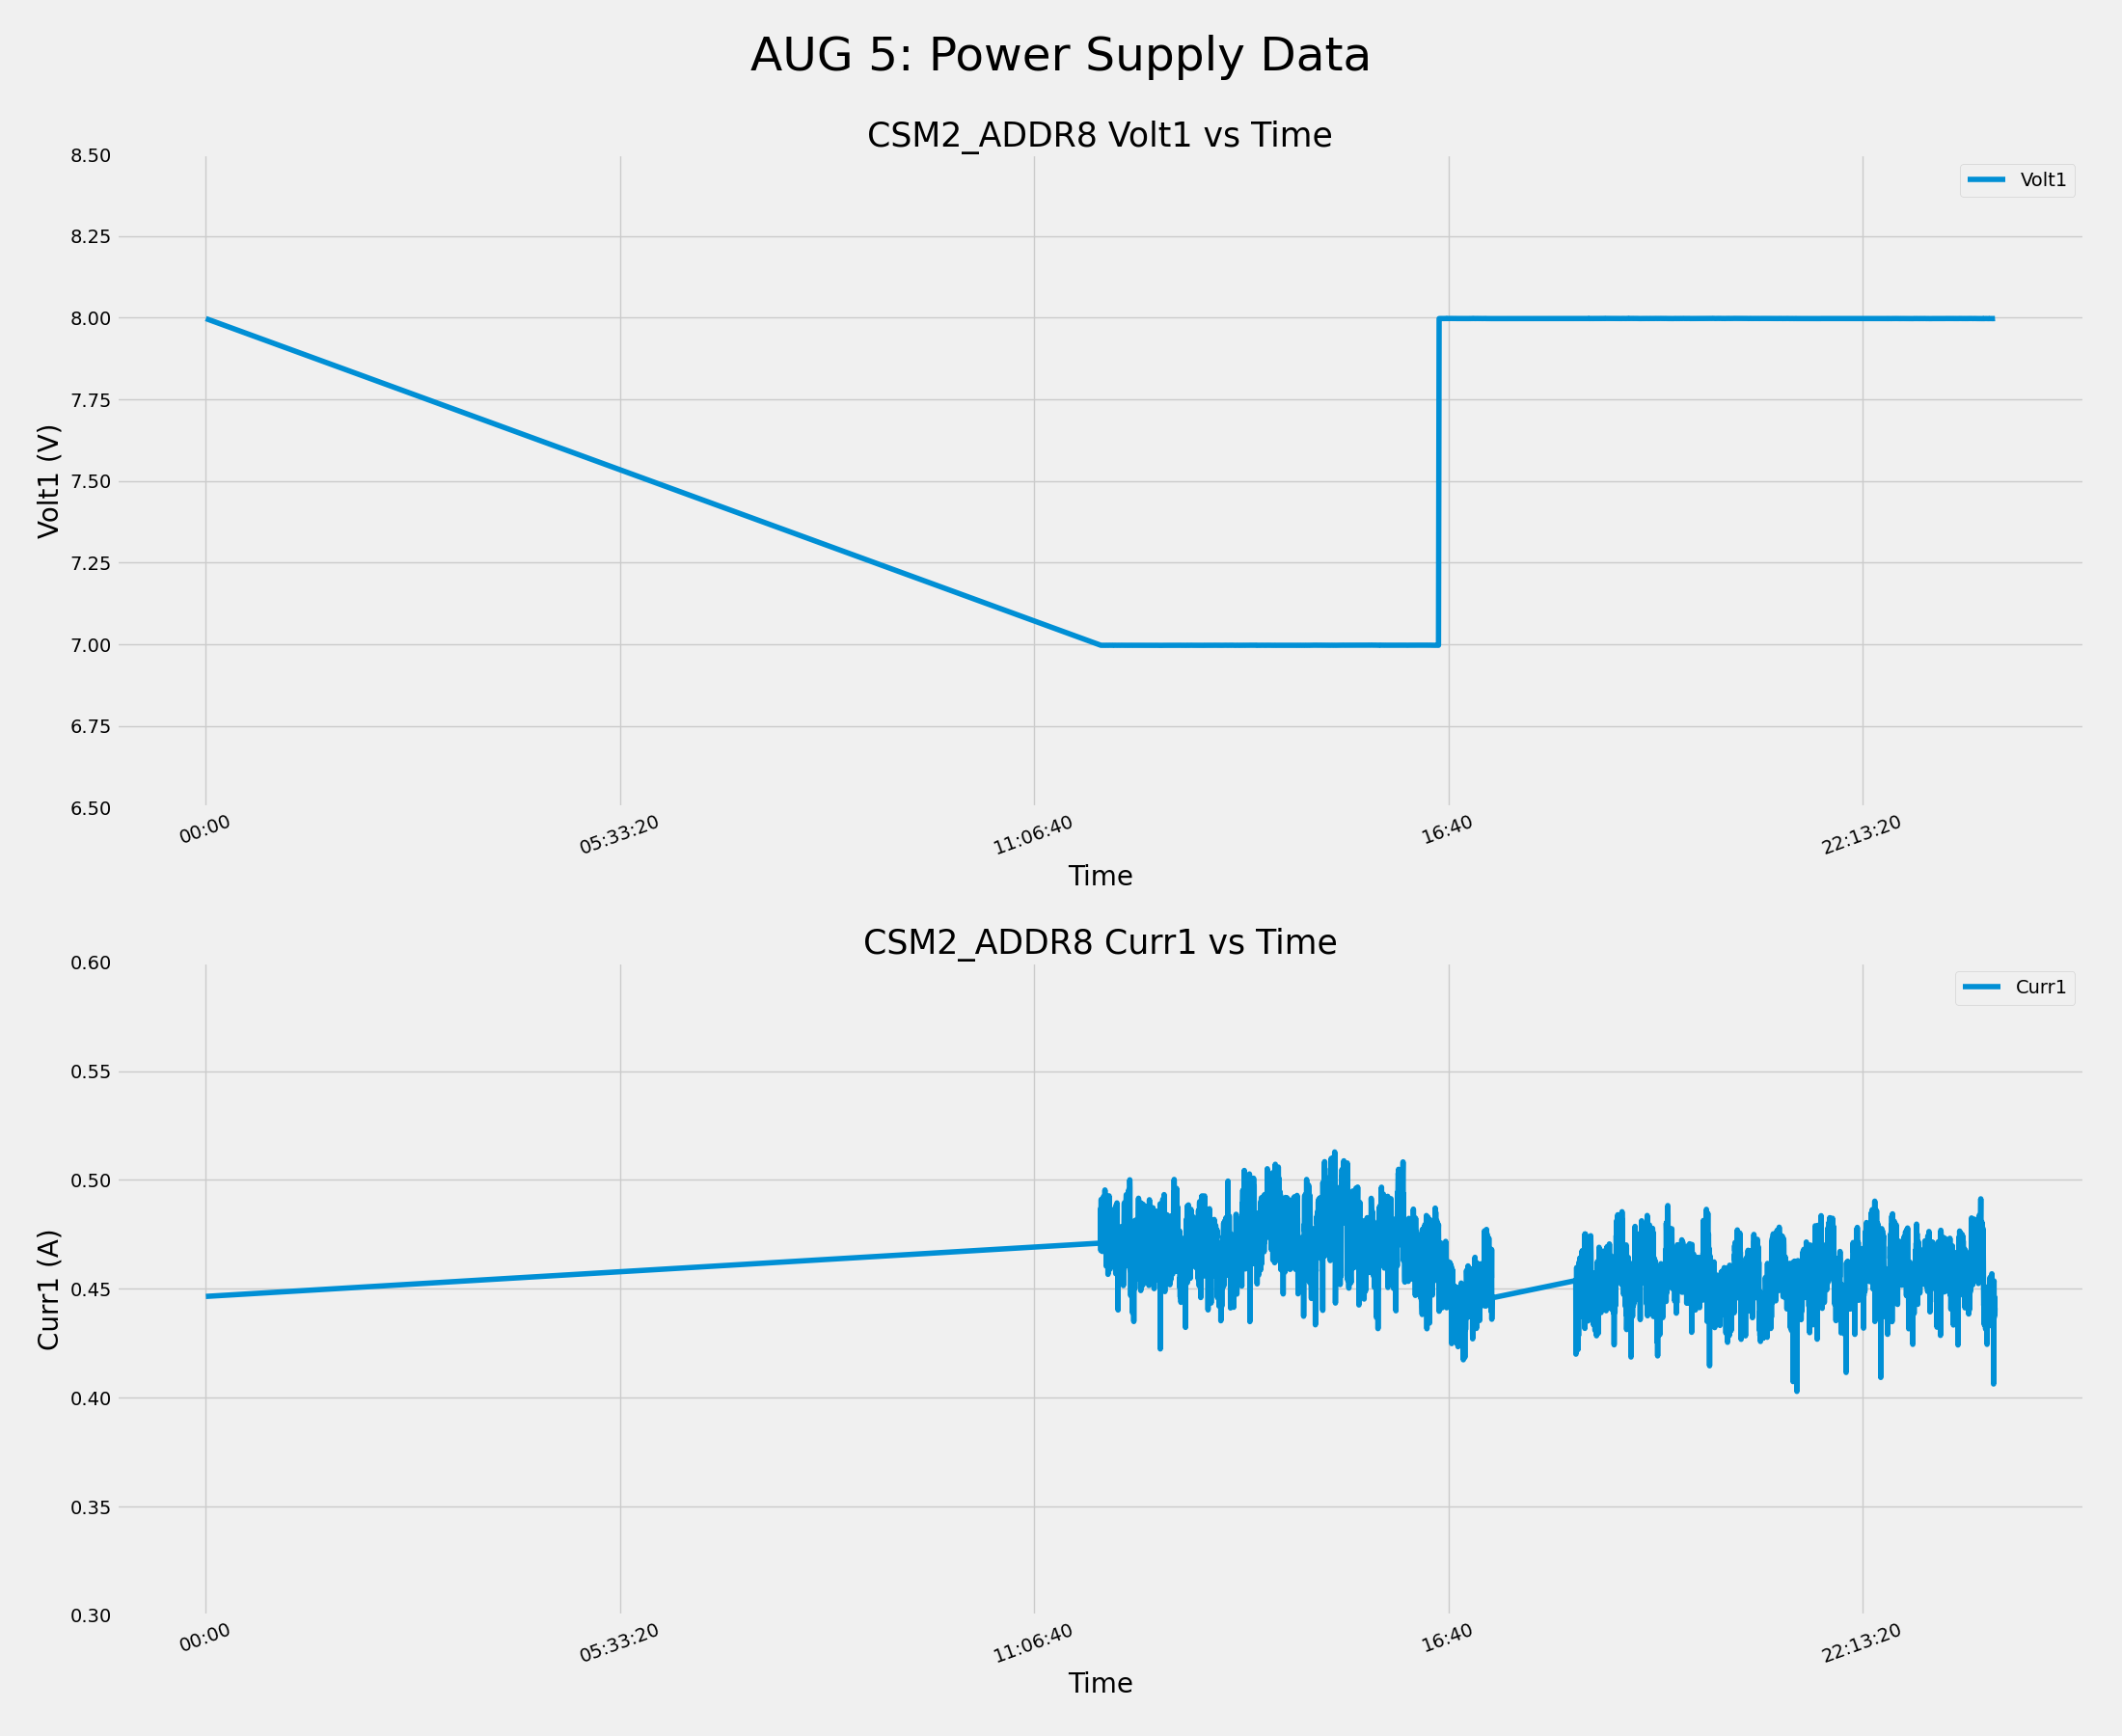 AUG 5: Power Supply Data
CSM2_ADDR8 Volt1 vs Time
8.50
8.25
8.00
7.75
7.50
7.25
7.00
6.75
6.50
Volt1 (V)
Volt1
00:00
05:33:20
11:06:40
16:40
22:13:20
Time
CSM2_ADDR8 Curr1 vs Time
0.60
0.55
0.50
0.45
0.40
0.35
0.30
Curr1 (A)
Curr1
00:00
05:33:20
11:06:40
16:40
22:13:20
Time